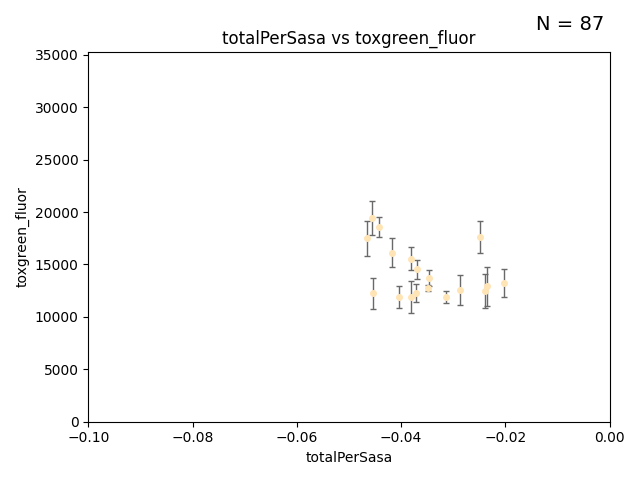 N = 87
totalPerSasa vs toxgreen_fluor
35000
30000
25000
20000
15000
10000
5000
0
toxgreen_fluor
−0.10 −0.08 −0.06 −0.04 −0.02 0.00
totalPerSasa